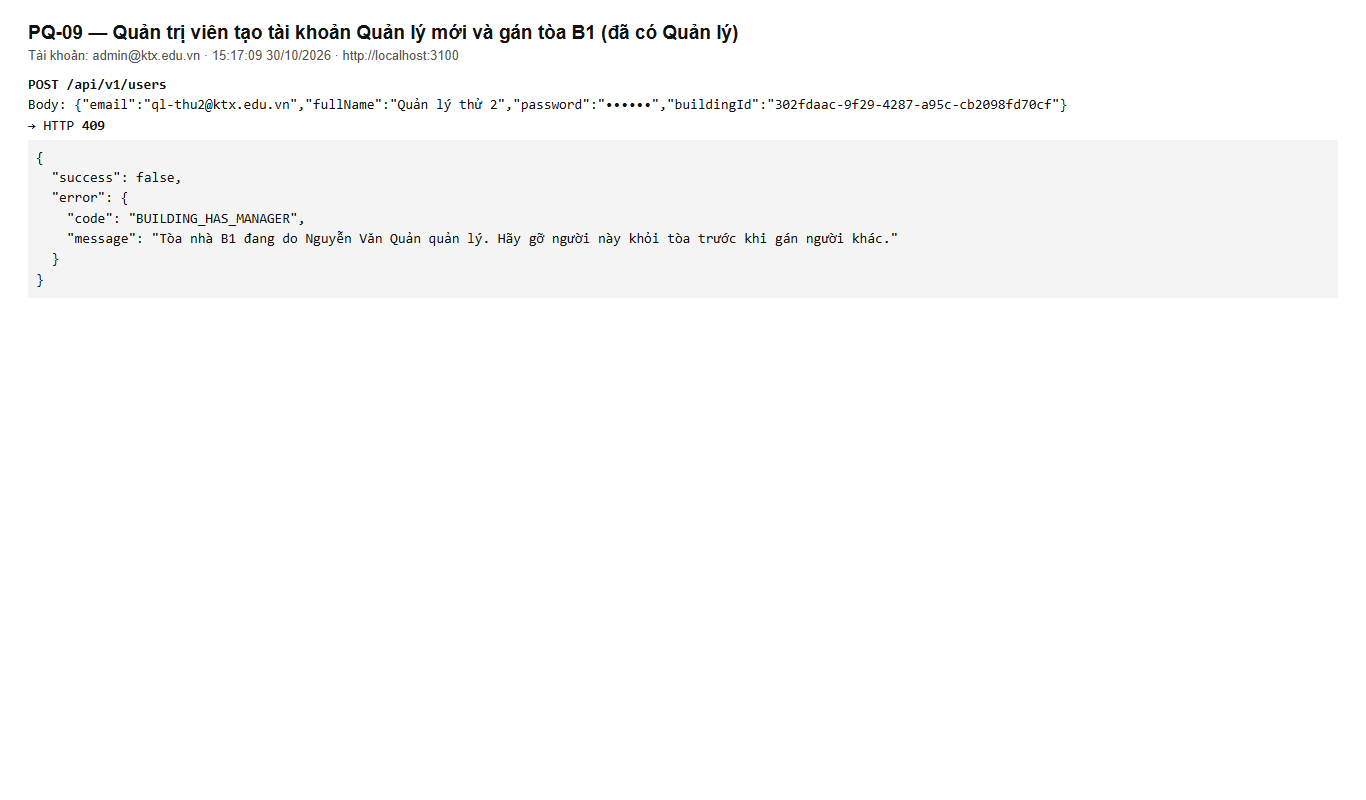 PQ-09 — Quản trị viên tạo tài khoản Quản lý mới và gán tòa B1 (đã có Quản lý)
Tài khoản: admin@ktx.edu.vn · 15:17:09 30/10/2026 · http://localhost:3100
POST /api/v1/users
Body: {"email":"ql-thu2@ktx.edu.vn","fullName":"Quản lý thử 2","password":"••••••","buildingId":"302fdaac-9f29-4287-a95c-cb2098fd70cf"}
→ HTTP 409
{
  "success": false,
  "error": {
    "code": "BUILDING_HAS_MANAGER",
    "message": "Tòa nhà B1 đang do Nguyễn Văn Quản quản lý. Hãy gỡ người này khỏi tòa trước khi gán người khác."
  }
}